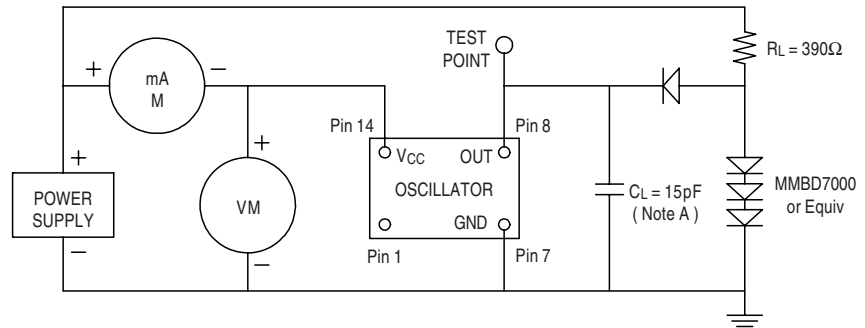 TEST
POINT
RL = 390Ω
+
mA
M
−
Pin 14
Pin 8
+
VCC
OUT
+
POWER
SUPPLY
VM
OSCILLATOR
CL = 15pF
( Note A )
MMBD7000
or Equiv
GND
−
−
Pin 1
Pin 7